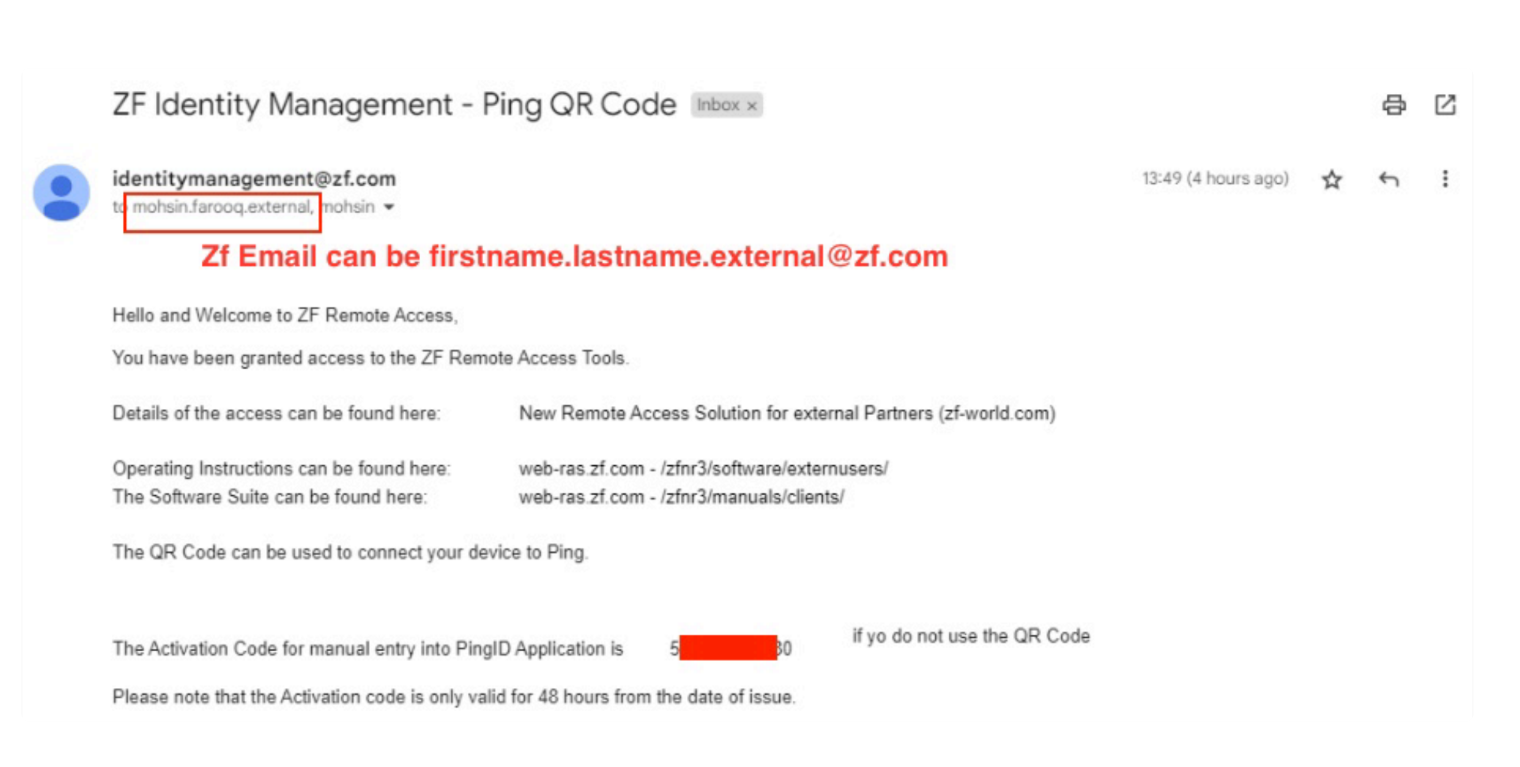 ZF Identity Management - Ping QR Code Inbox ×
identitymanagement@zf.com 13:49 (4 hours ago)
to mohsin.farooq.external, mohsin
Zf Email can be firstname.lastname.external@zf.com
Hello and Welcome to ZF Remote Access,
You have been granted access to the ZF Remote Access Tools.
Details of the access can be found here: New Remote Access Solution for external Partners (zf-world.com)
Operating Instructions can be found here: web-ras.zf.com - /zfnr3/software/externusers/
The Software Suite can be found here: web-ras.zf.com - /zfnr3/manuals/clients/
The QR Code can be used to connect your device to Ping.
The Activation Code for manual entry into PingID Application is 5 30 if yo do not use the QR Code
Please note that the Activation code is only valid for 48 hours from the date of issue.